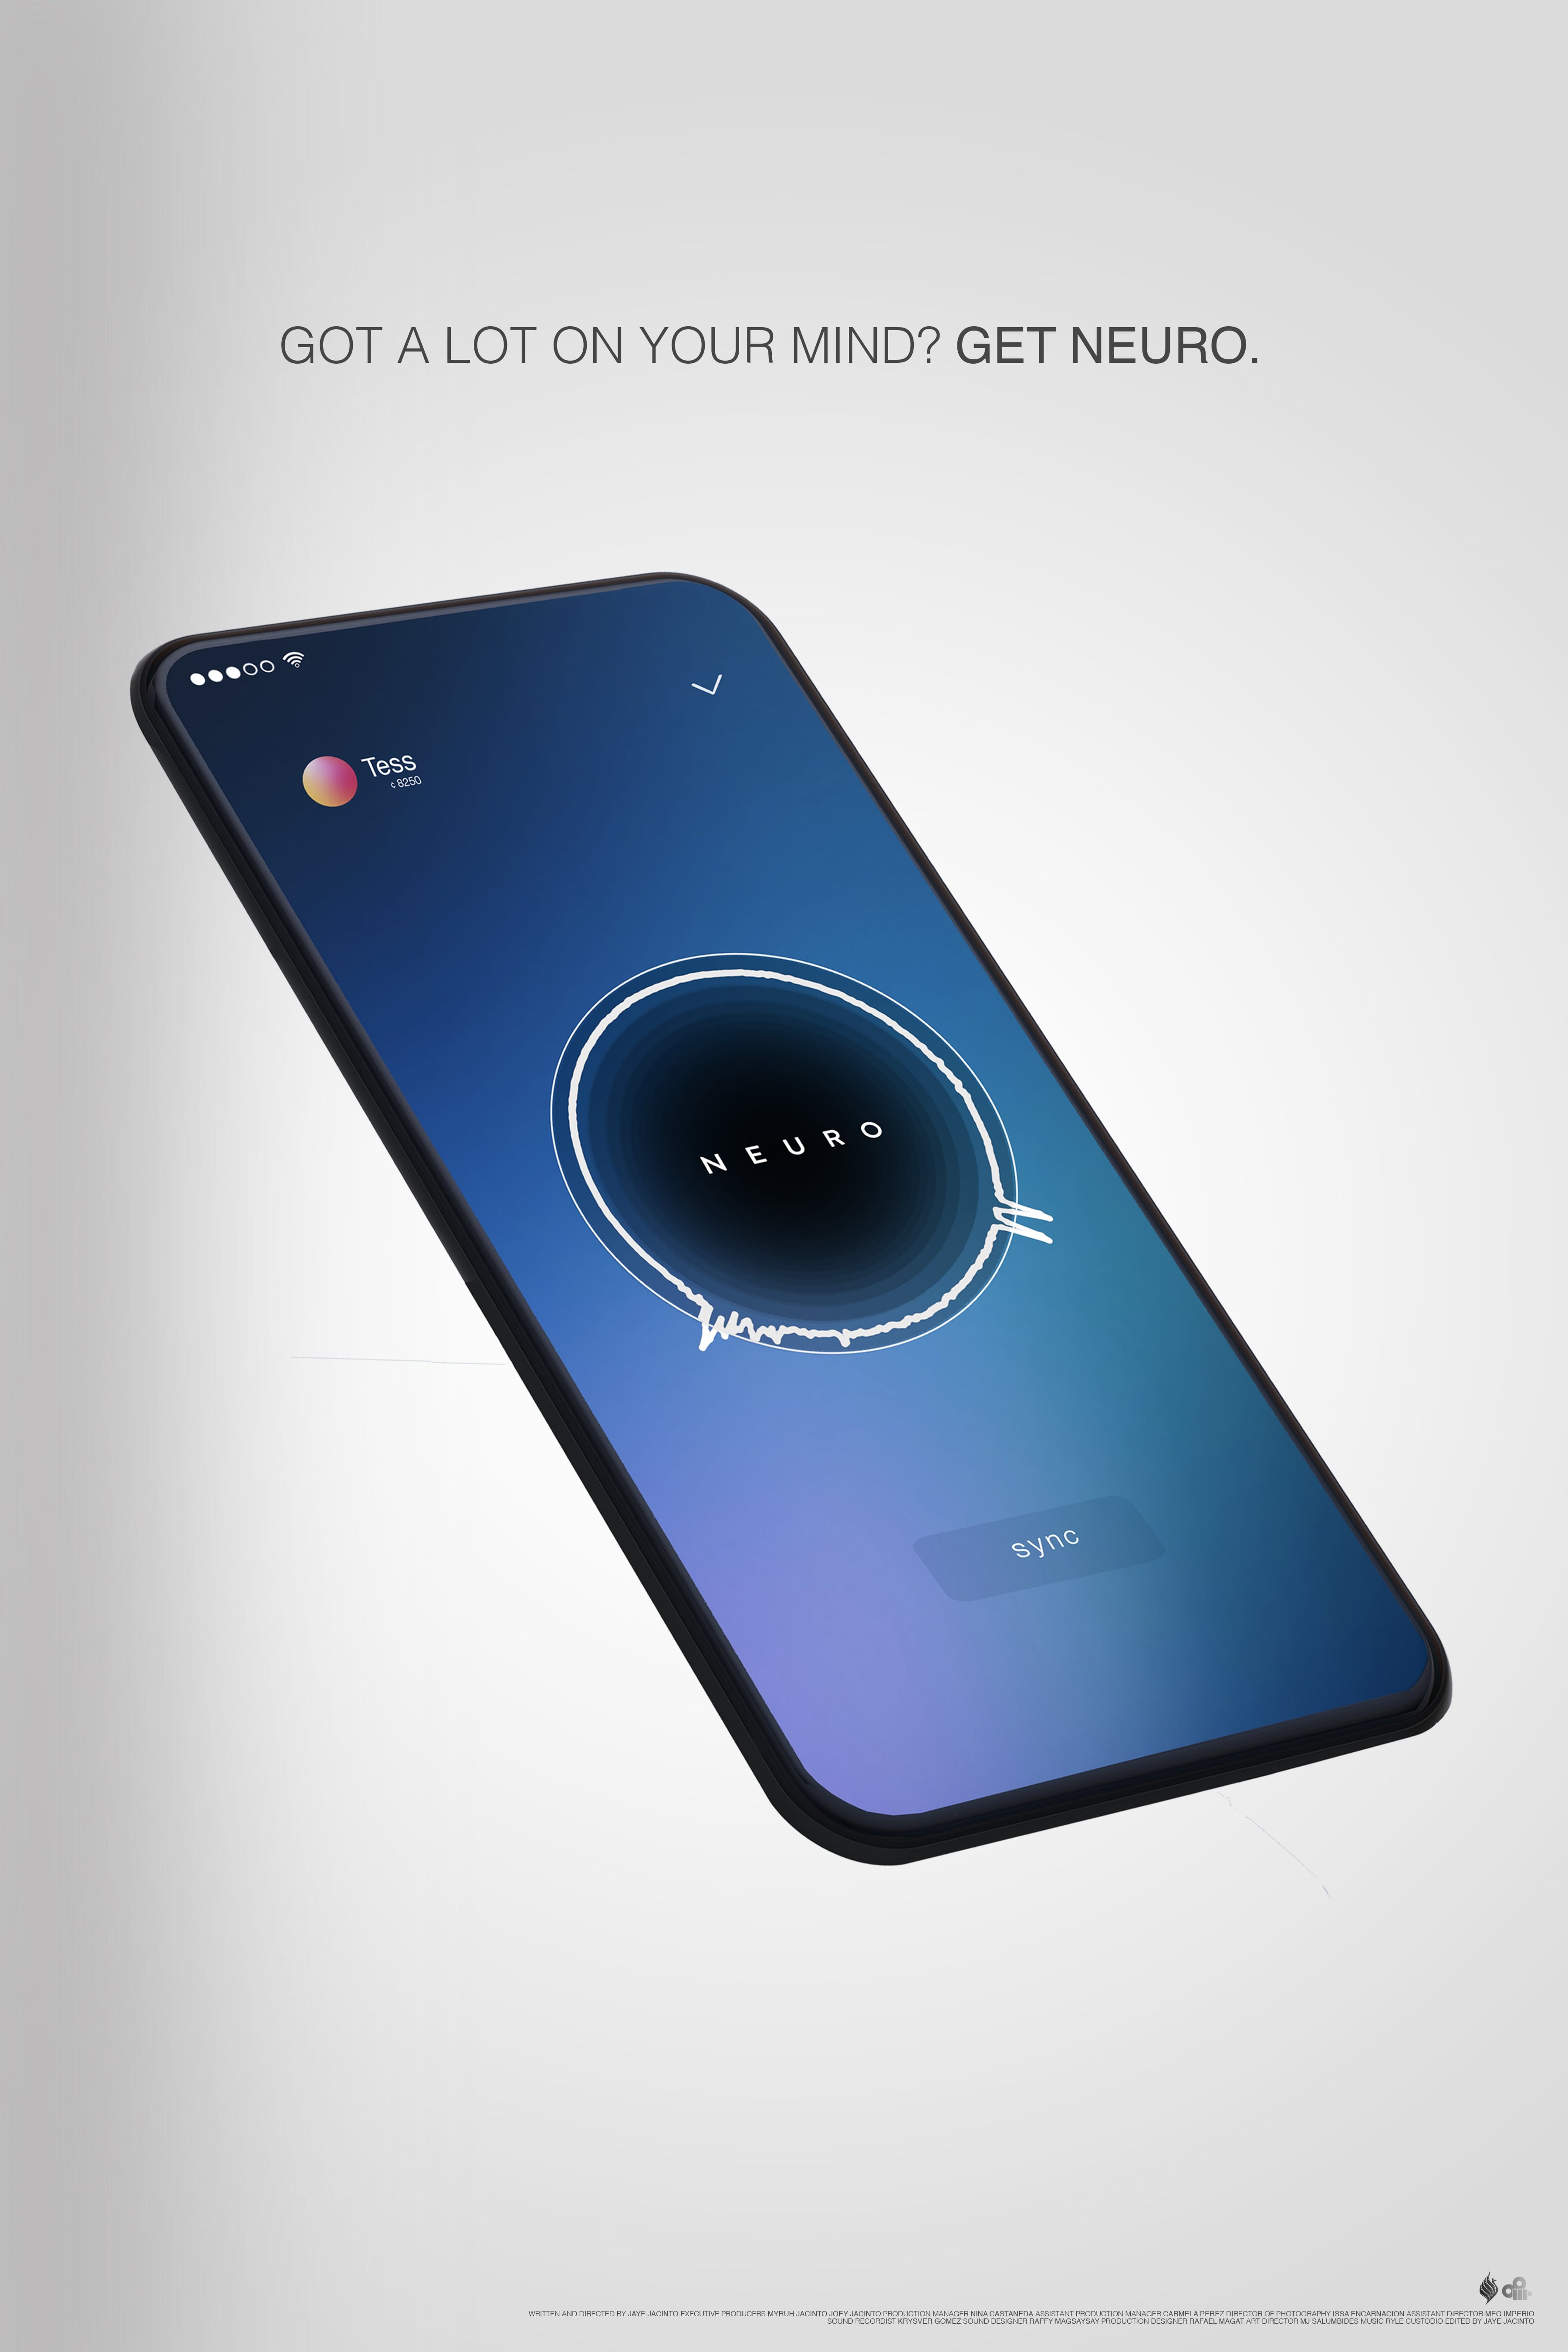 GOT A LOT ON YOUR MIND? GET NEURO.
Tess
¢ 8250
NEURO
sync
WRITTEN AND DIRECTED BY JAYE JACINTO EXECUTIVE PRODUCERS MYRUH JACINTO JOEY JACINTO PRODUCTION MANAGER NINA CASTANEDA ASSISTANT PRODUCTION MANAGER CARMELA PEREZ DIRECTOR OF PHOTOGRAPHY ISSA ENCARNACION ASSISTANT DIRECTOR MEG IMPERIO
SOUND RECORDIST KRYSVER GOMEZ SOUND DESIGNER RAFFY MAGSAYSAY PRODUCTION DESIGNER RAFAEL MAGAT ART DIRECTOR MJ SALUMBIDES MUSIC RYLE CUSTODIO EDITED BY JAYE JACINTO